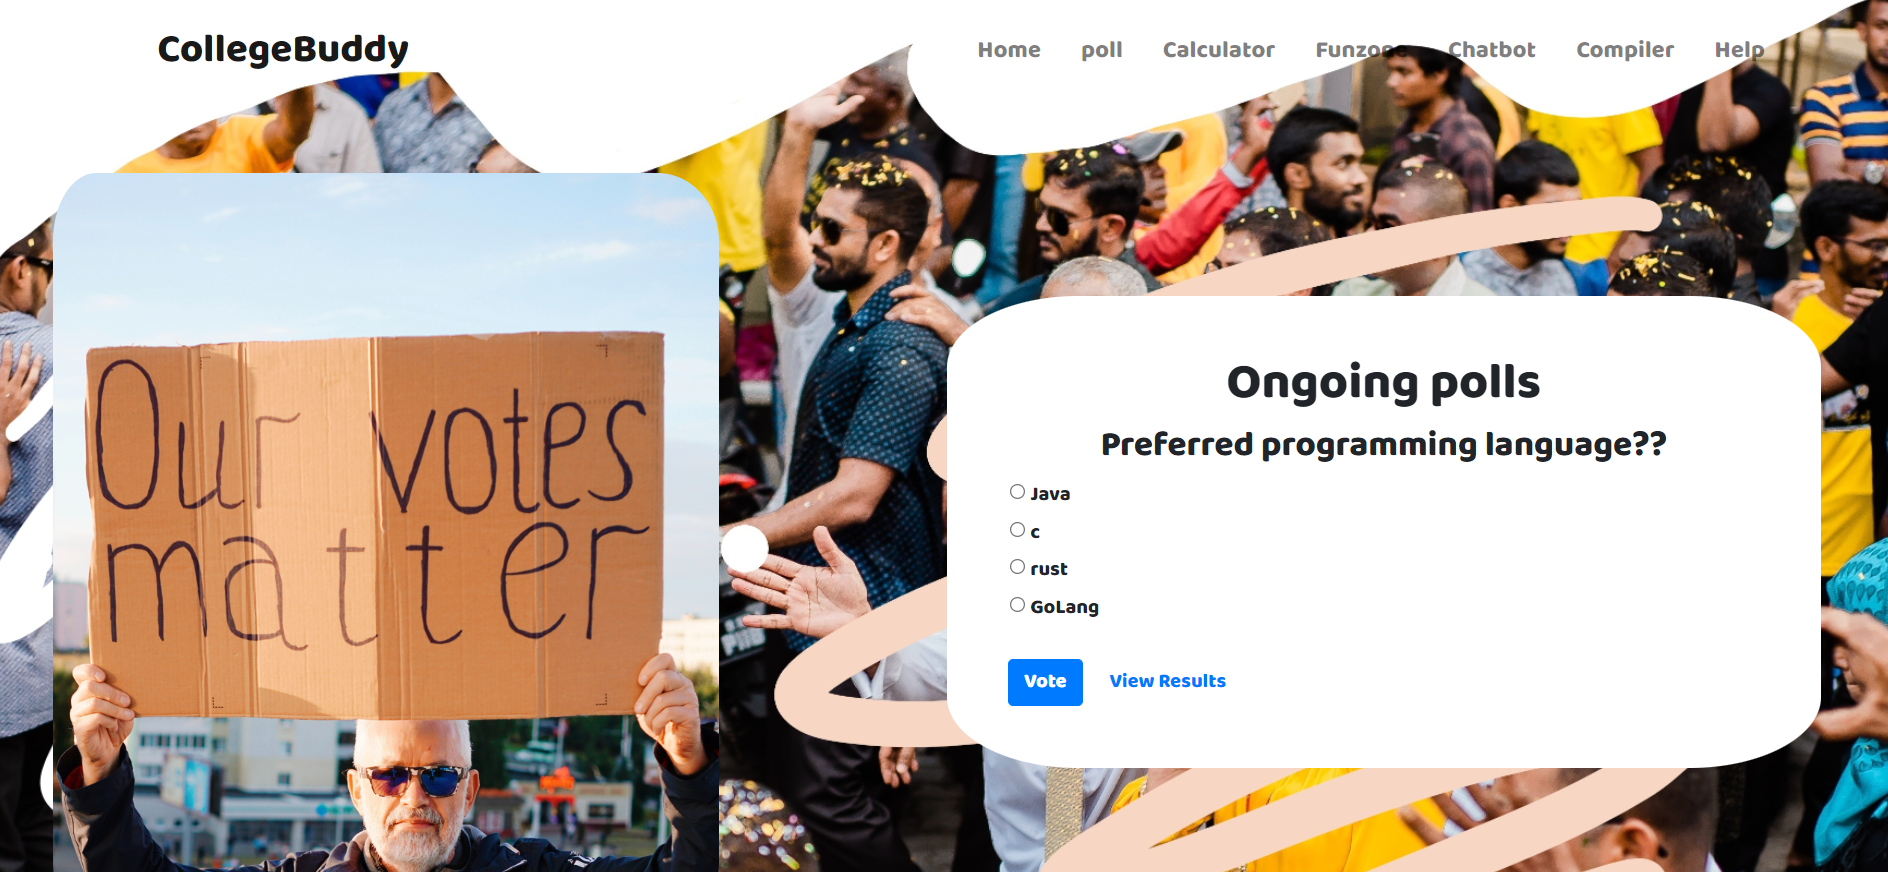 CollegeBuddy
Home poll Calculator Funzone Chatbot Compiler Help
Our votes
matter
Ongoing polls
Preferred programming language??
Java
c
rust
GoLang
Vote View Results